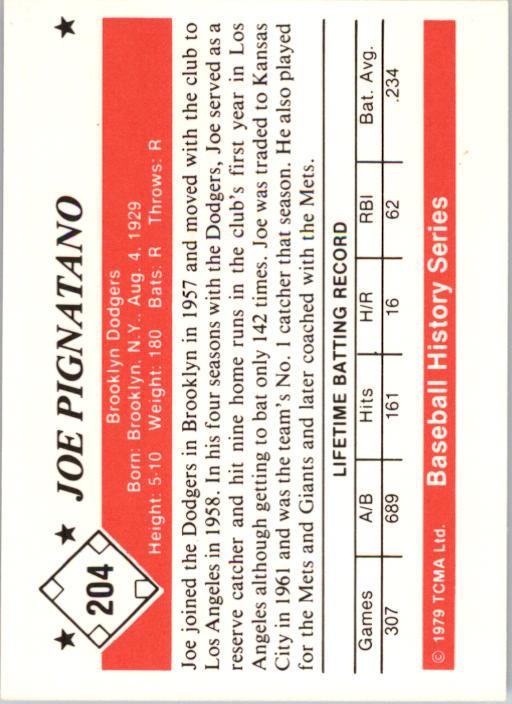 204
JOE PIGNATANO
Brooklyn Dodgers
Born: Brooklyn, N.Y., Aug. 4, 1929
Height: 5-10 Weight: 180 Bats: R Throws: R
Joe joined the Dodgers in Brooklyn in 1957 and moved with the club to
Los Angeles in 1958. In his four seasons with the Dodgers, Joe served as a
reserve catcher and hit nine home runs in the club's first year in Los
Angeles although getting to bat only 142 times. Joe was traded to Kansas
City in 1961 and was the team's No. 1 catcher that season. He also played
for the Mets and Giants and later coached with the Mets.
LIFETIME BATTING RECORD
Games A/B Hits H/R RBI Bat. Avg.
307 689 161 16 62 .234
© 1979 TCMA Ltd. Baseball History Series